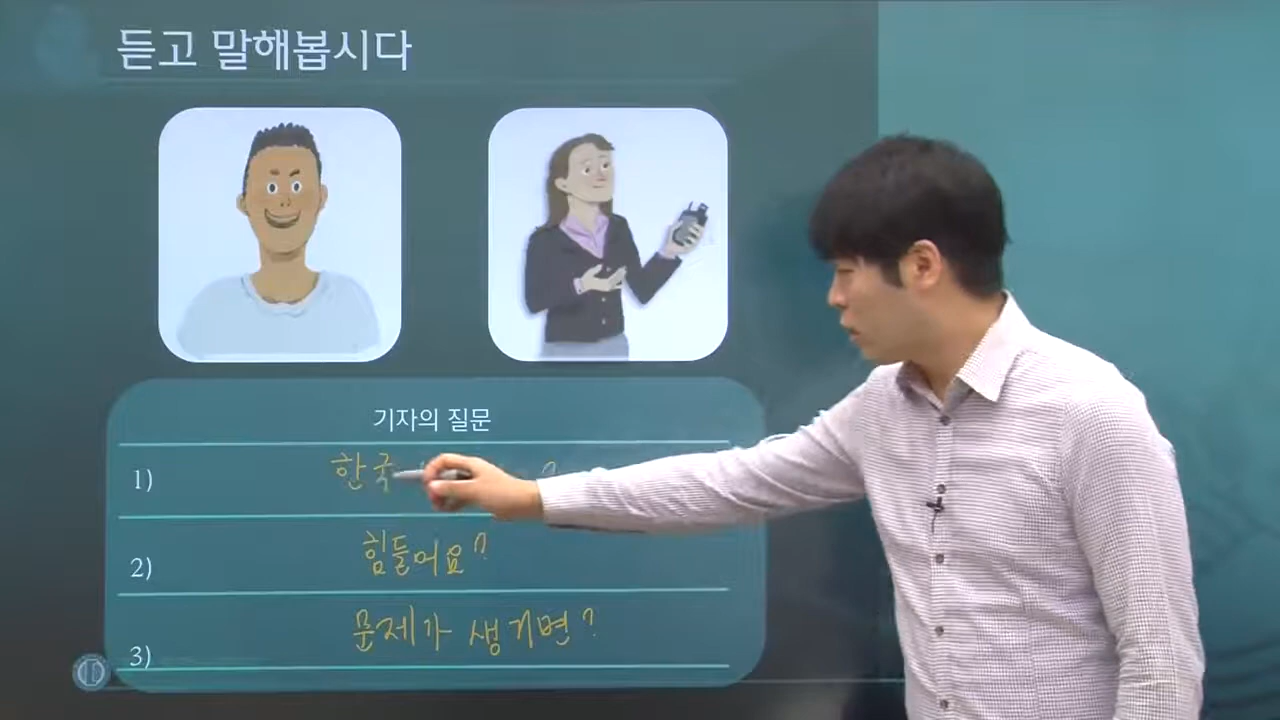 듣고 말해봅시다
기자의 질문
1) 한국 ?
2) 힘들어요?
3) 문제가 생기면?